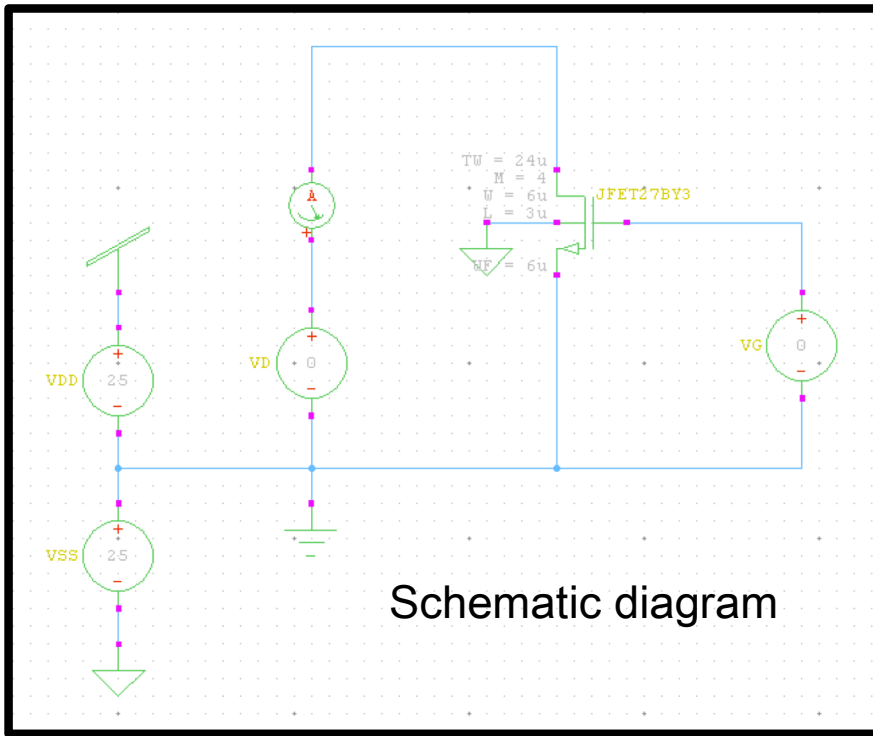 TW = 24u
M = 4
W = 6u
L = 3u
JFET27BY3
WF = 6u
A
+
+
VDD
25
-
+
VD
0
-
+
VG
0
-
+
VSS
25
-
Schematic diagram